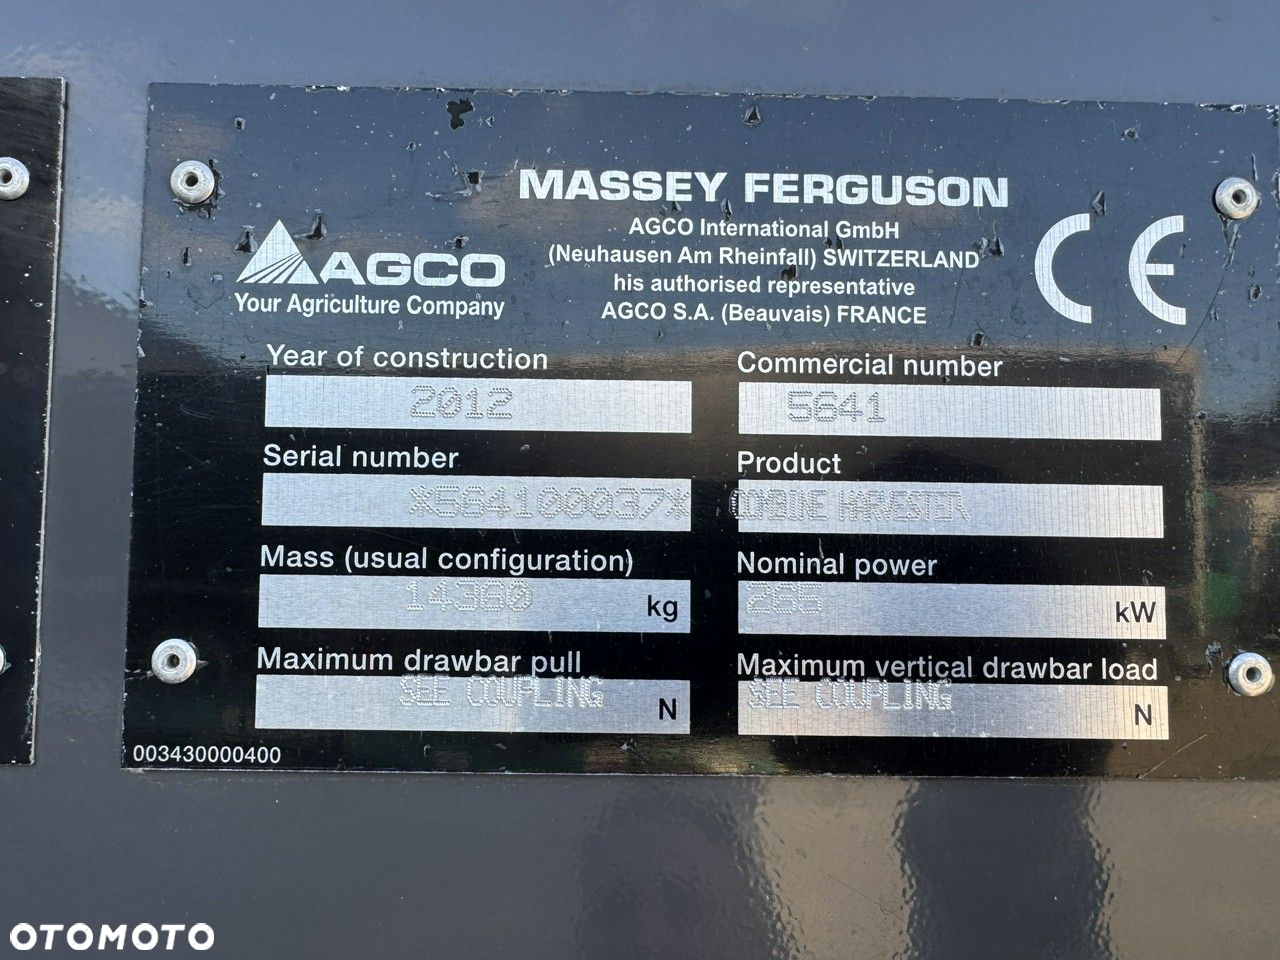 MASSEY FERGUSON
AGCO International GmbH
(Neuhausen Am Rheinfall) SWITZERLAND
his authorised representative
AGCO S.A. (Beauvais) FRANCE
AGCO
Your Agriculture Company
CE
Year of construction
2012
Commercial number
5641
Serial number
*564100037*
Product
COMBINE HARVESTER
Mass (usual configuration)
14360 kg
Nominal power
265 kW
Maximum drawbar pull
SEE COUPLING N
Maximum vertical drawbar load
SEE COUPLING N
003430000400
OTOMOTO